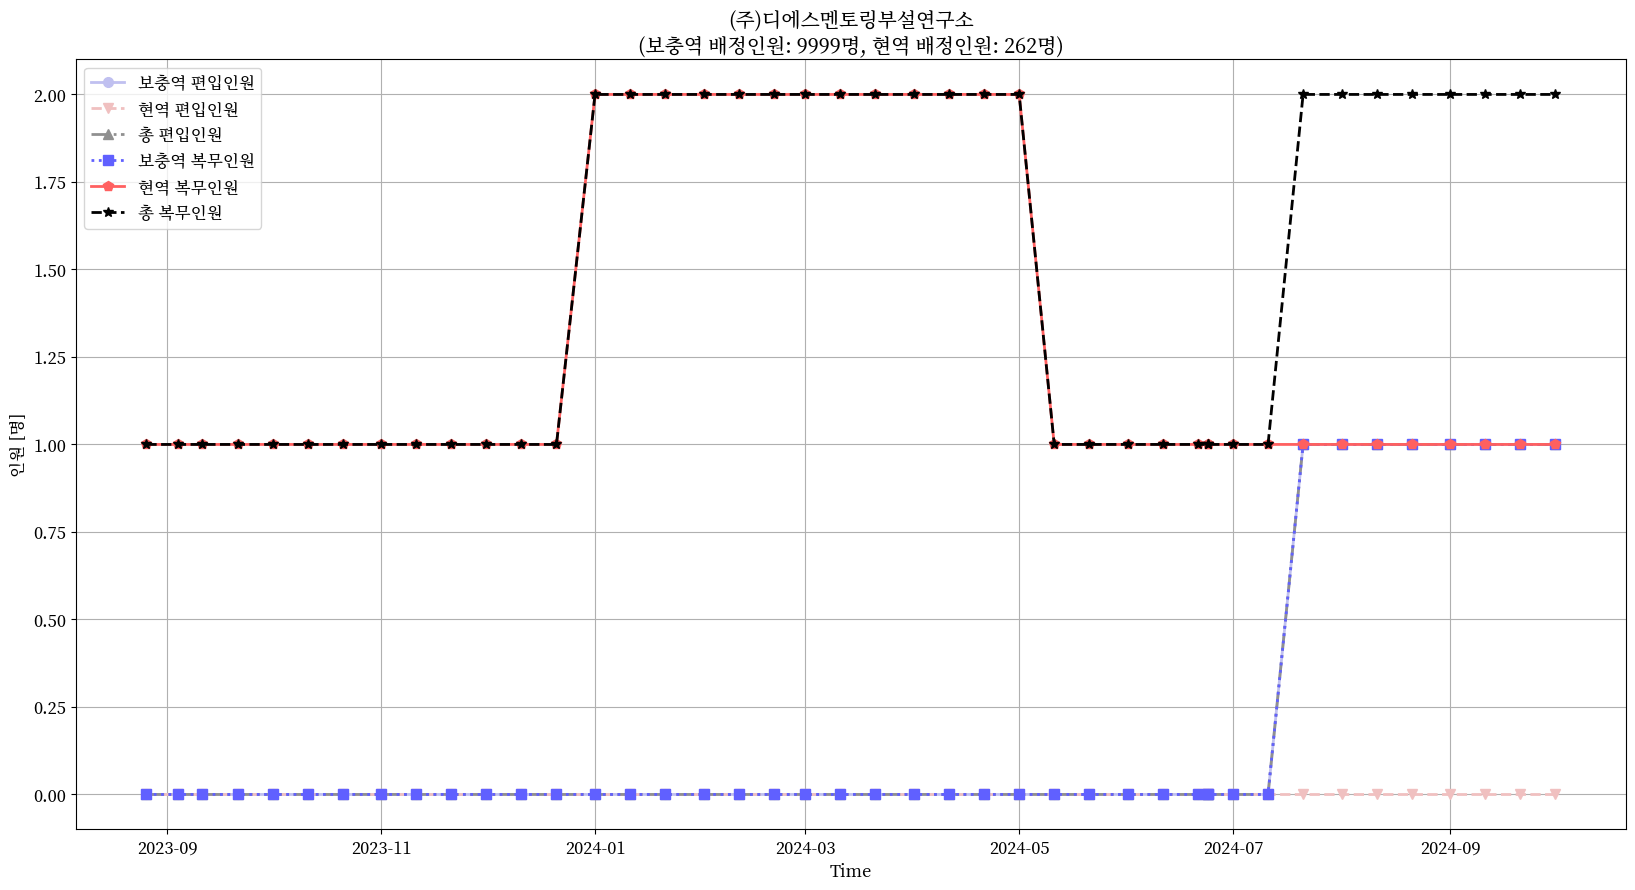 (주)디에스멘토링부설연구소
(보충역 배정인원: 9999명, 현역 배정인원: 262명)
보충역 편입인원
현역 편입인원
총 편입인원
보충역 복무인원
현역 복무인원
총 복무인원
2.00
1.75
1.50
1.25
1.00
0.75
0.50
0.25
0.00
인원 [명]
2023-09
2023-11
2024-01
2024-03
2024-05
2024-07
2024-09
Time